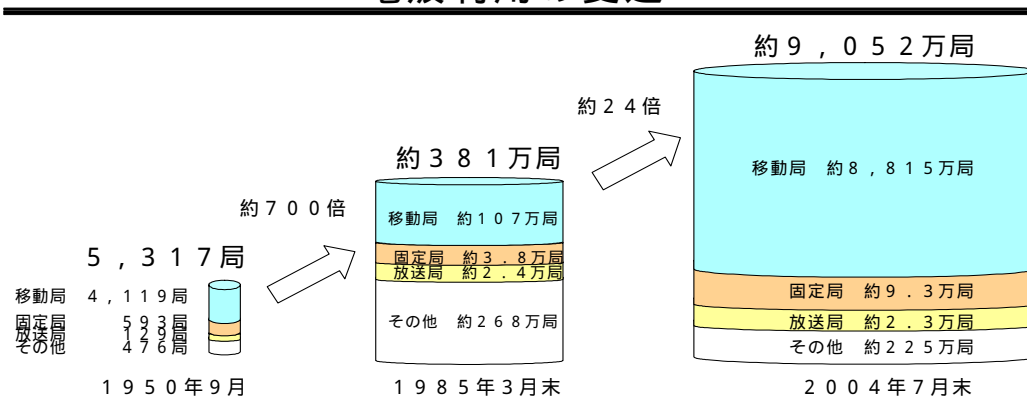 約9,052万局
約24倍
約381万局
移動局 約8,815万局
約700倍
移動局 約107万局
5,317局
固定局 約3.8万局
放送局 約2.4万局
移動局 4,119局
固定局 593局
放送局 129局
その他 476局
その他 約268万局
固定局 約9.3万局
放送局 約2.3万局
その他 約225万局
1950年9月
1985年3月末
2004年7月末